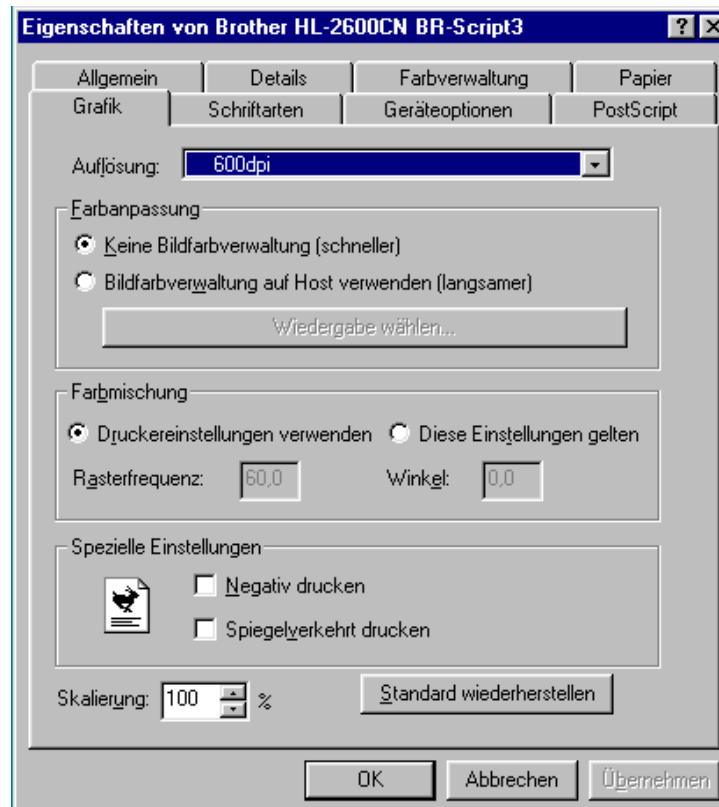 Eigenschaften von Brother HL-2600CN BR-Script3
Allgemein Details Farbverwaltung Papier
Grafik Schriftarten Geräteoptionen PostScript
Auflösung: 600dpi
Farbanpassung
Keine Bildfarbverwaltung (schneller)
Bildfarbverwaltung auf Host verwenden (langsamer)
Wiedergabe wählen...
Farbmischung
Druckereinstellungen verwenden Diese Einstellungen gelten
Rasterfrequenz: 60,0 Winkel: 0,0
Spezielle Einstellungen
Negativ drucken
Spiegelverkehrt drucken
Skalierung: 100 % Standard wiederherstellen
OK Abbrechen Übernehmen